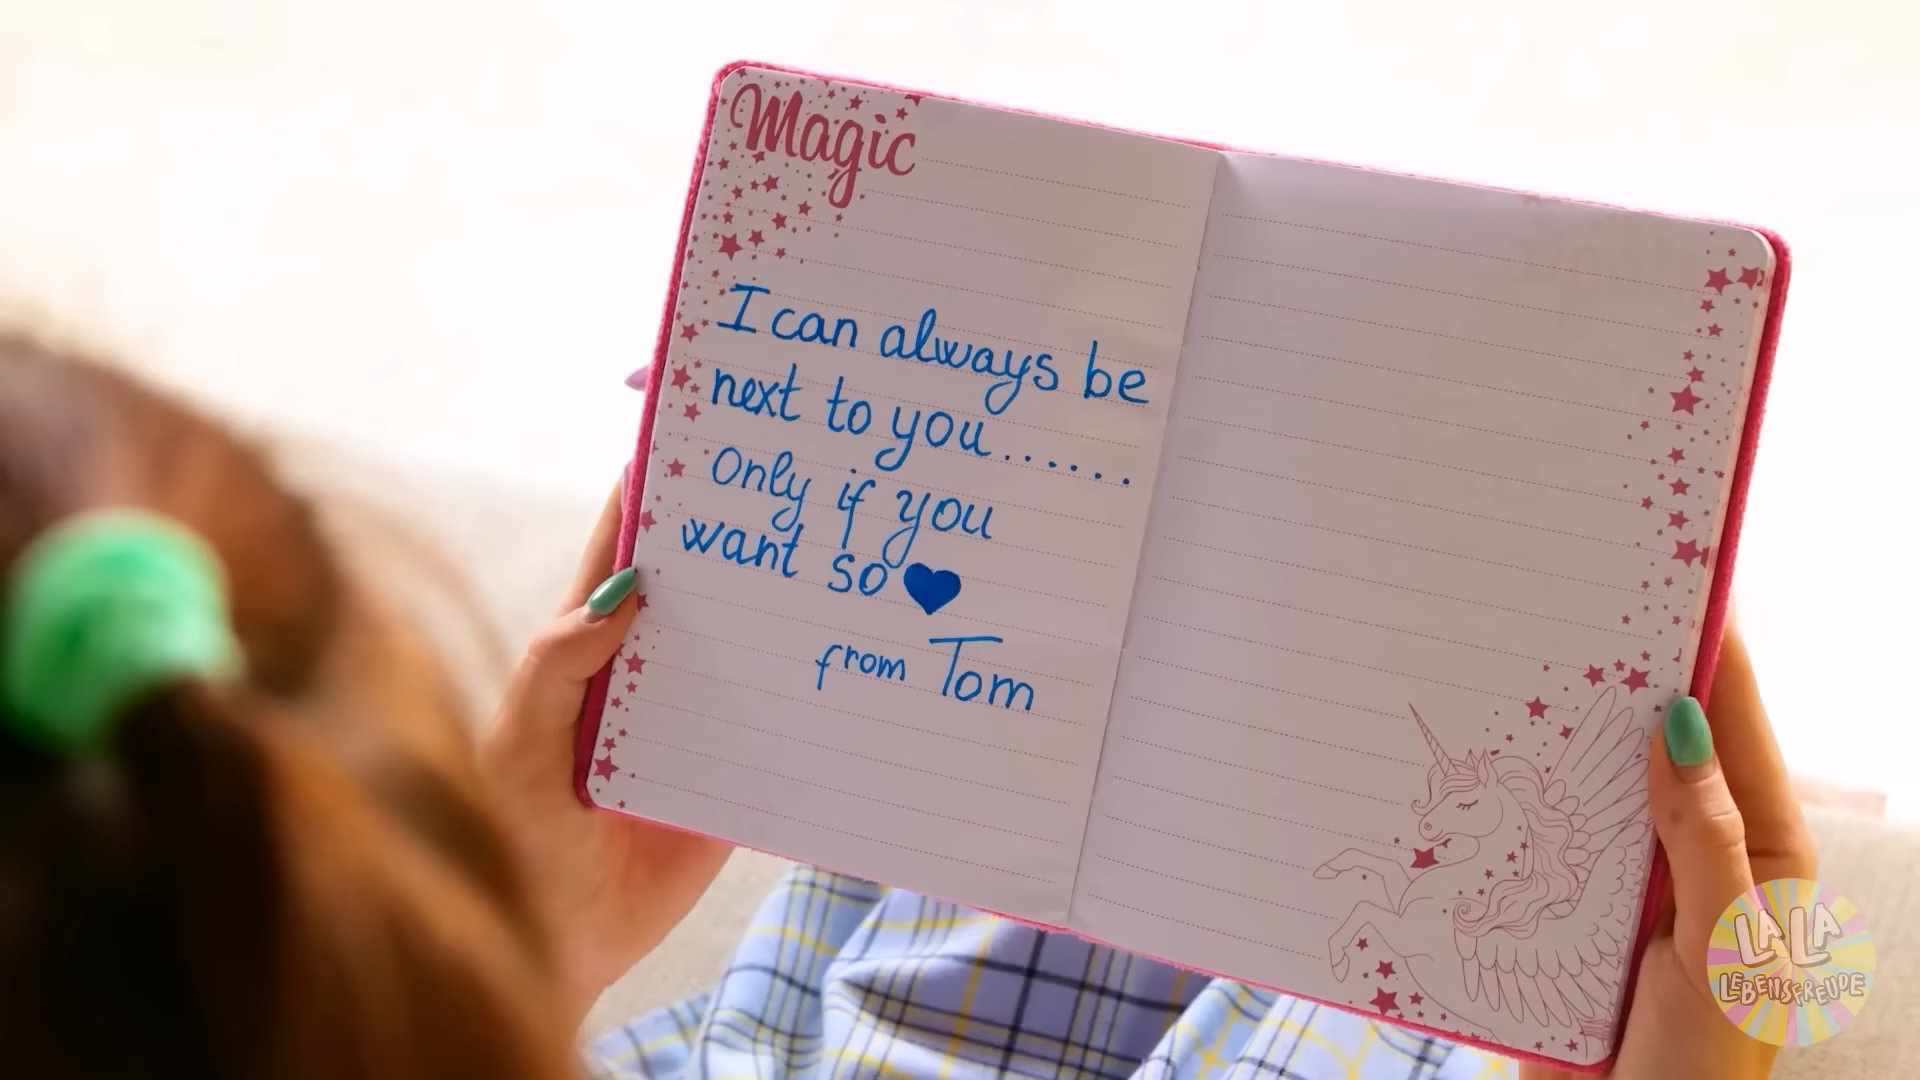 Magic
I can always be
next to you......
only if you
want so
from Tom
LA LA
LEBENSFREUDE